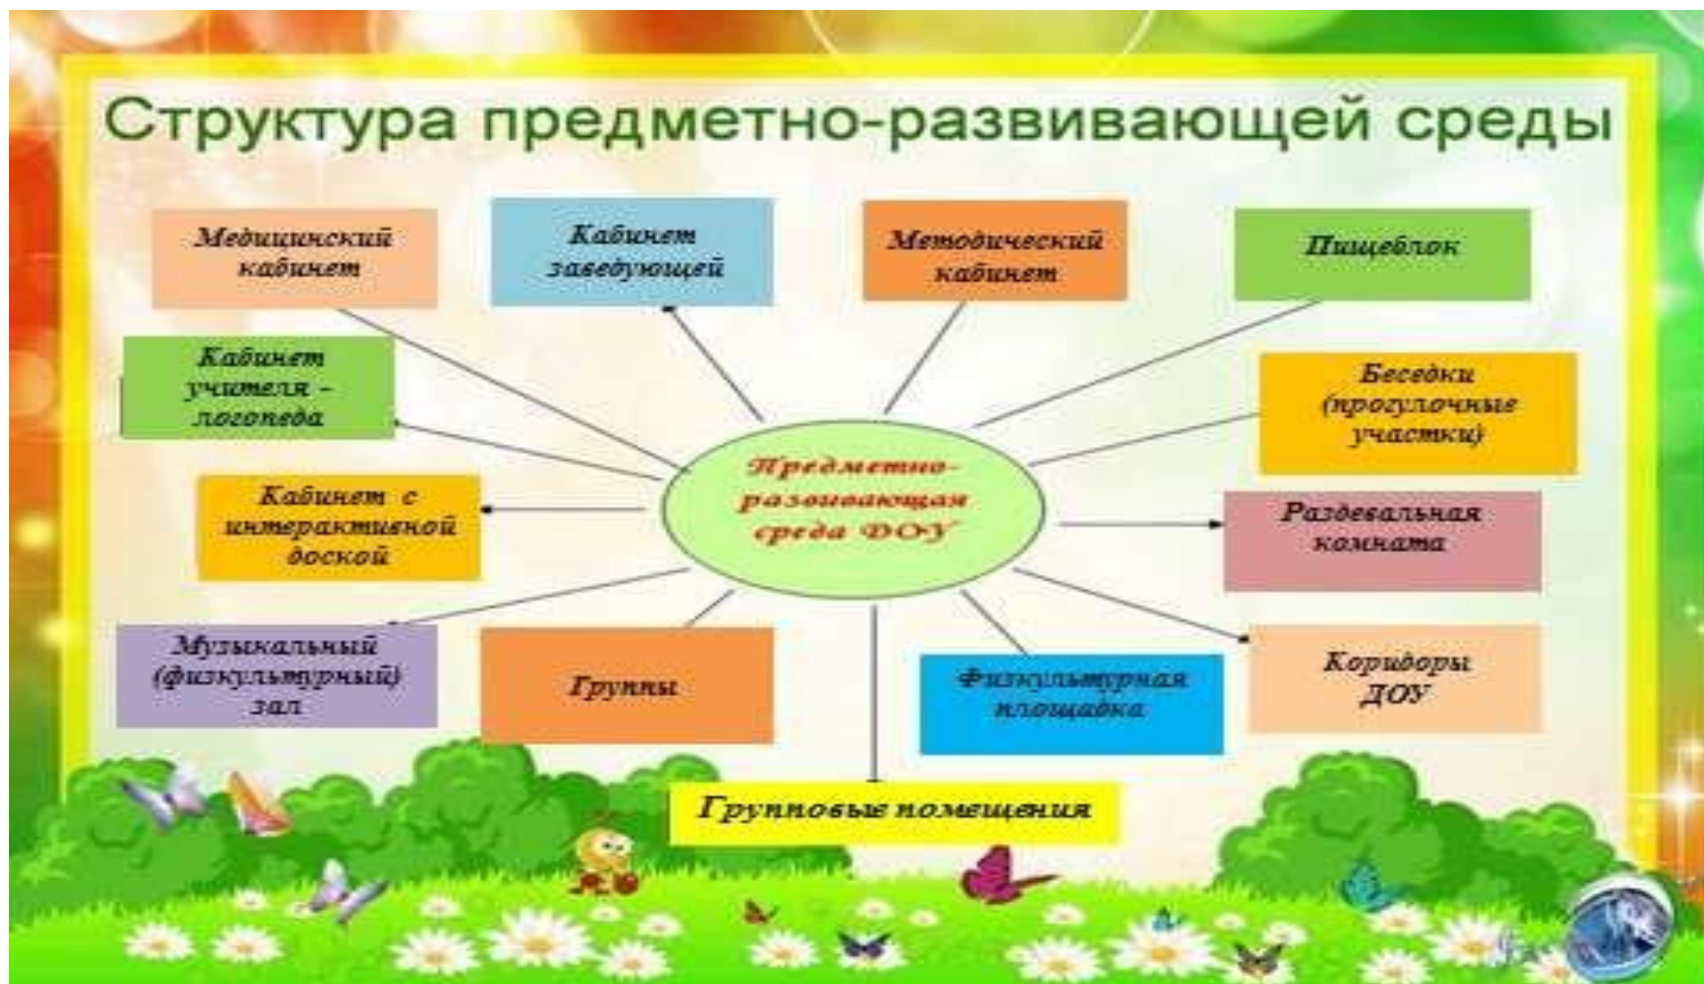 Структура предметно-развивающей среды
Медицинский
кабинет
Кабинет
заведующей
Методический
кабинет
Пищеблок
Кабинет
учителя -
логопеда
Беседки
(прогулочные
участки)
Предметно-
развивающая
среда ДОУ
Кабинет с
интерактивной
доской
Раздевальная
комната
Музыкальный
(физкультурный)
зал
Группы
Физкультурная
площадка
Коридоры
ДОУ
Групповые помещения